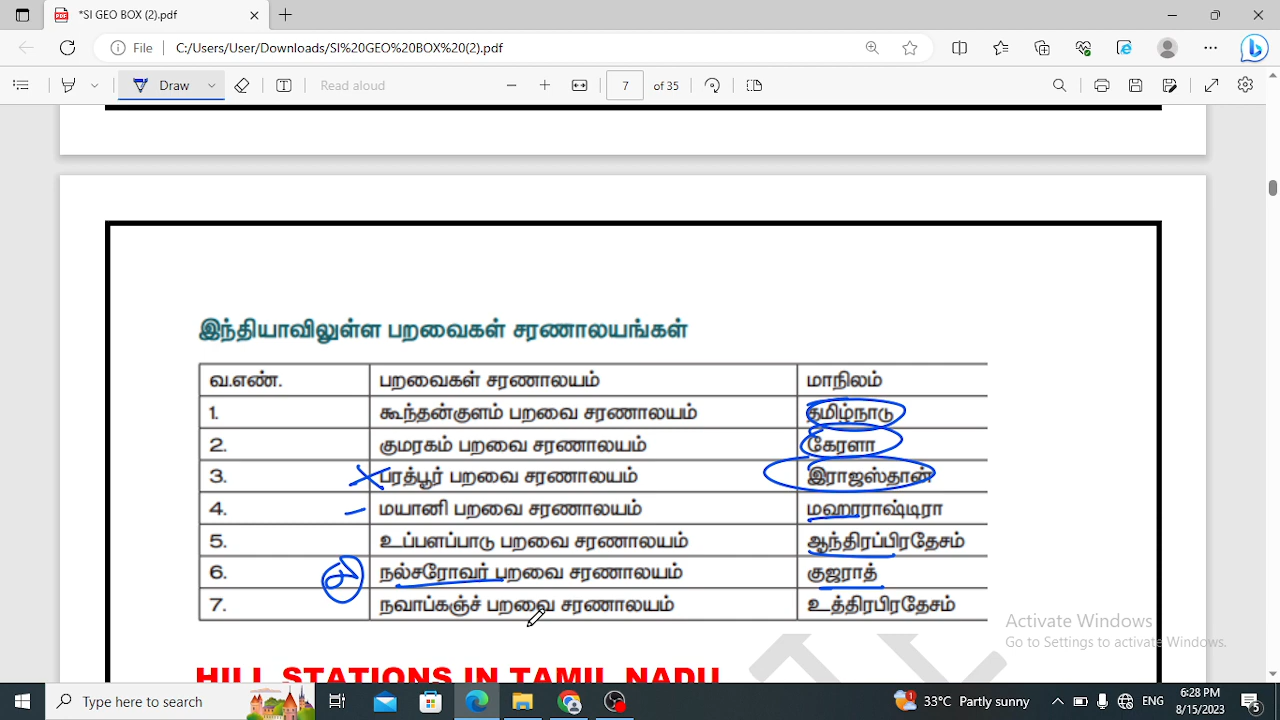 *SI GEO BOX (2).pdf
File C:/Users/User/Downloads/SI%20GEO%20BOX%20(2).pdf
Draw Read aloud 7 of 35
இந்தியாவிலுள்ள பறவைகள் சரணாலயங்கள்
வ.எண். பறவைகள் சரணாலயம் மாநிலம்
1. கூந்தன்குளம் பறவை சரணாலயம் தமிழ்நாடு
2. குமரகம் பறவை சரணாலயம் கேரளா
3. பரத்பூர் பறவை சரணாலயம் இராஜஸ்தான்
4. மயானி பறவை சரணாலயம் மஹாராஷ்டிரா
5. உப்பளப்பாடு பறவை சரணாலயம் ஆந்திரப்பிரதேசம்
6. நல்சரோவர் பறவை சரணாலயம் குஜராத்
7. நவாப்கஞ்ச் பறவை சரணாலயம் உத்திரபிரதேசம்
Activate Windows
Go to Settings to activate Windows.
HILL STATIONS IN TAMIL NADU
Type here to search 33°C Partly sunny ENG 6:28 PM
8/15/2023 5